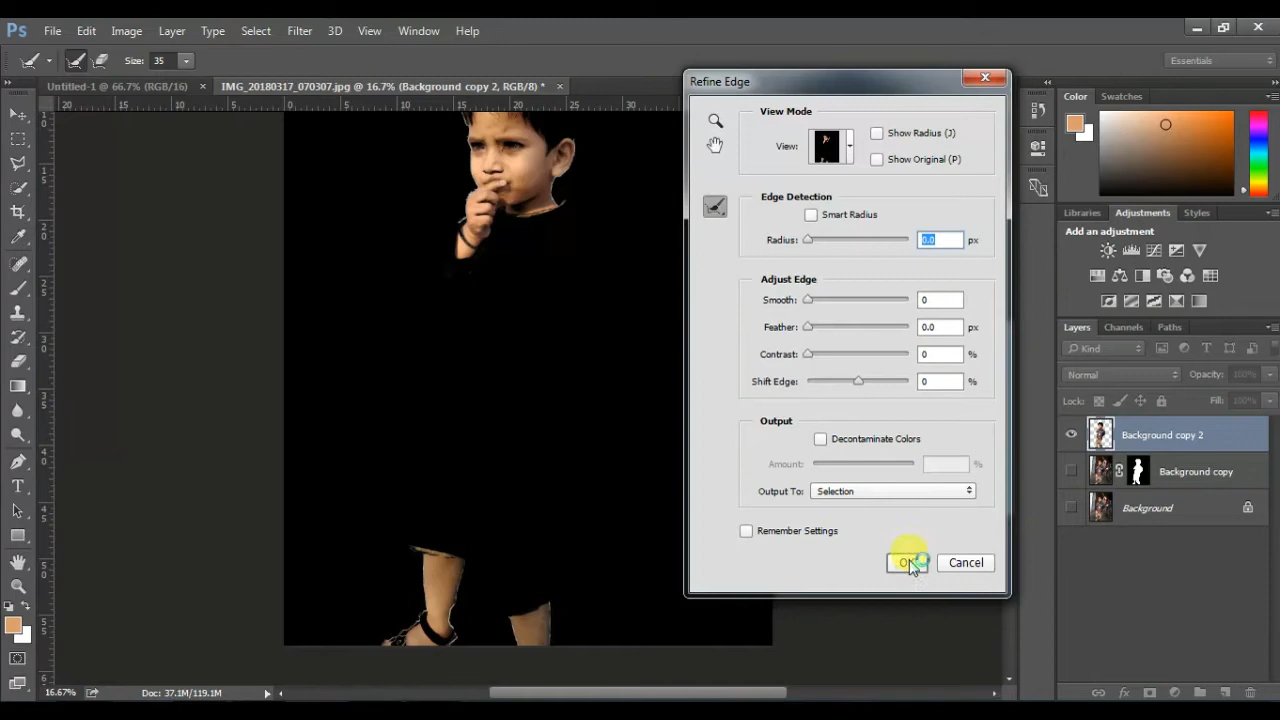 Ps File Edit Image Layer Type Select Filter 3D View Window Help
Size: 35 Essentials
Untitled-1 @ 66.7% (RGB/16) × IMG_20180317_070307.jpg @ 16.7% (Background copy 2, RGB/8) * ×
Refine Edge
View Mode
View:
Show Radius (J)
Show Original (P)
Edge Detection
Smart Radius
Radius: 0.0 px
Adjust Edge
Smooth: 0
Feather: 0.0 px
Contrast: 0 %
Shift Edge: 0 %
Output
Decontaminate Colors
Amount: %
Output To: Selection
Remember Settings
Cancel
Color Swatches
Libraries Adjustments Styles
Add an adjustment
Layers Channels Paths
Kind
Normal Opacity: 100%
Lock: Fill: 100%
Background copy 2
Background copy
Background
16.67% Doc: 37.1M/119.1M